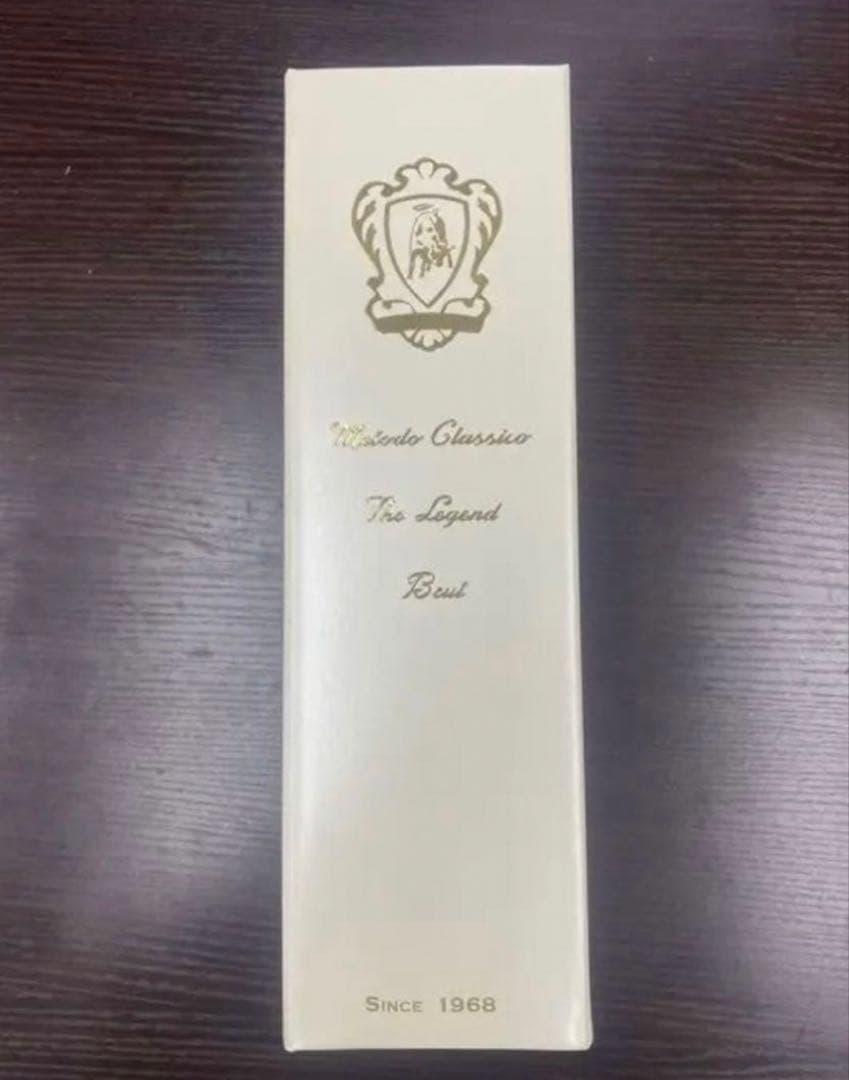 Metodo Classico
The Legend
Brut
SINCE 1968